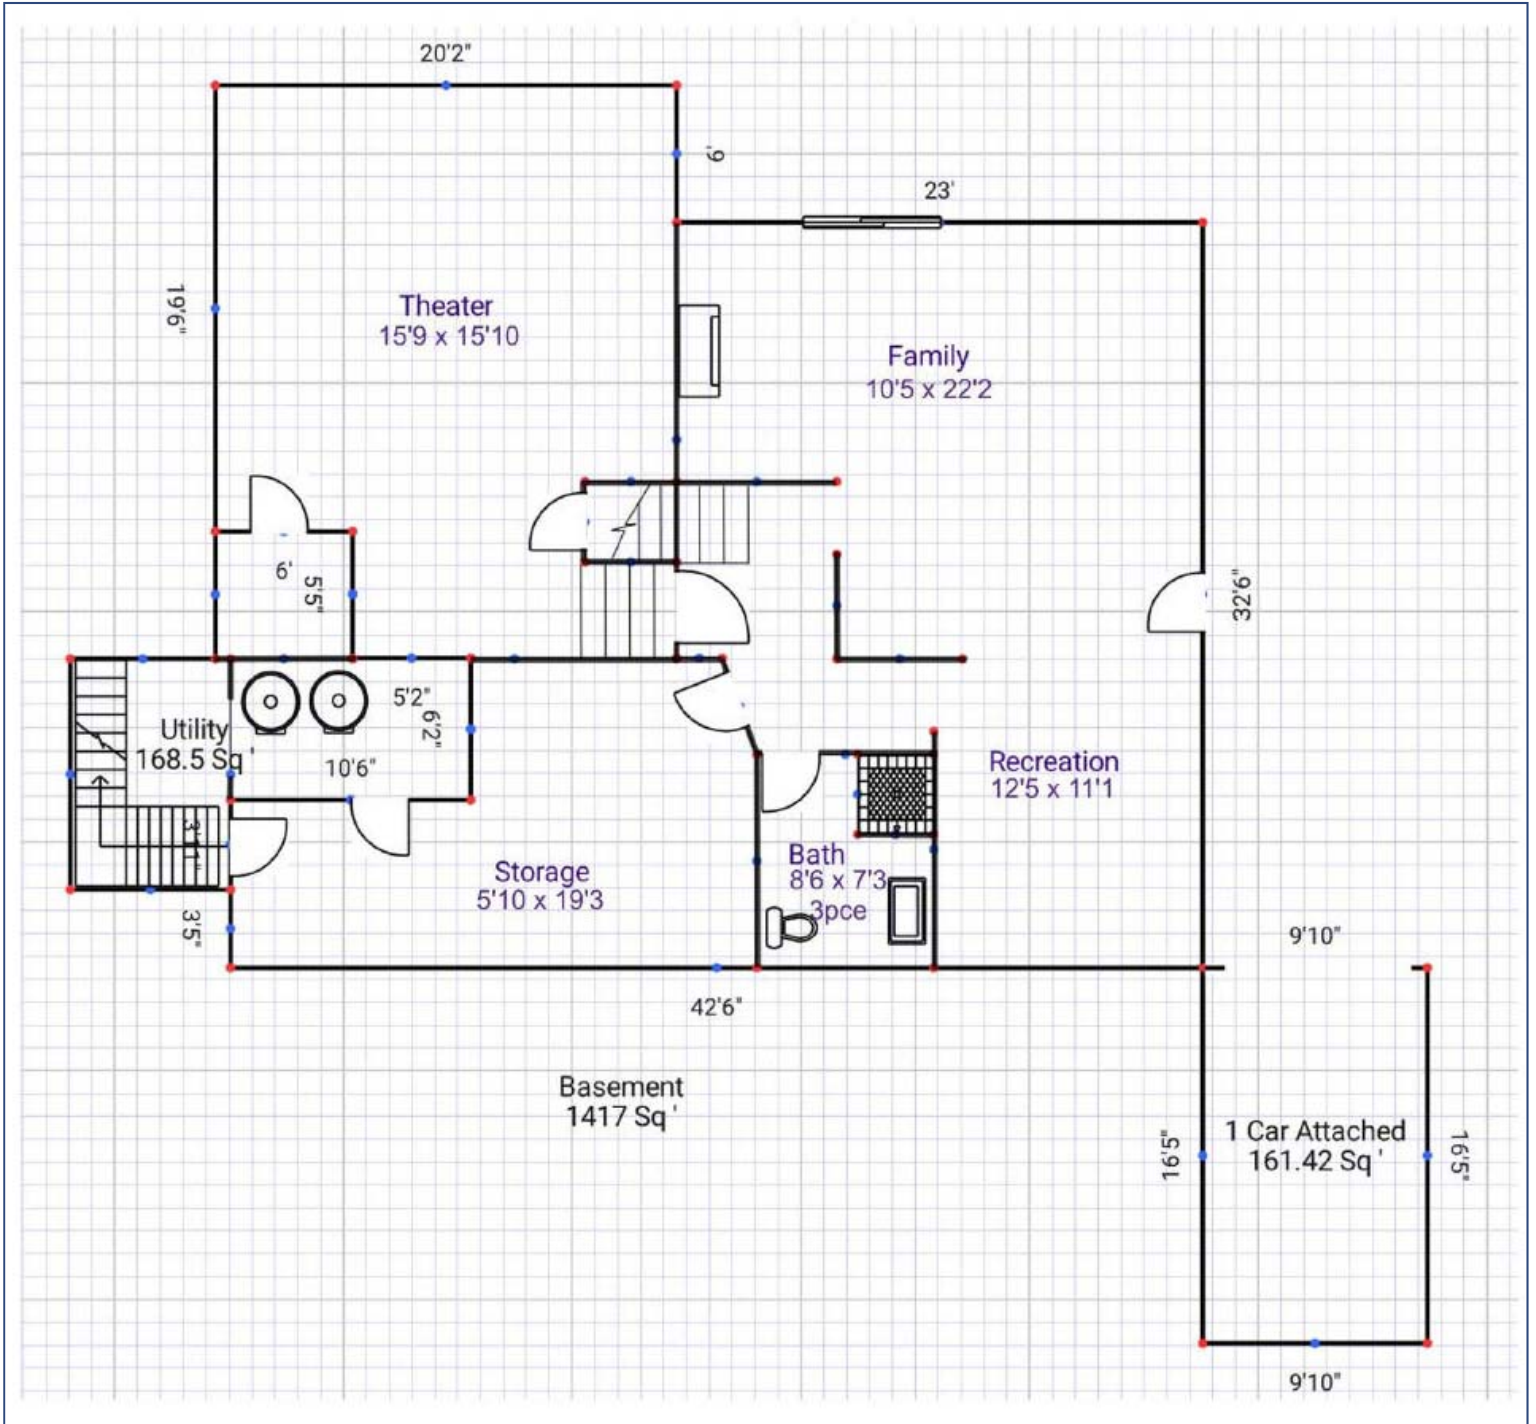 20'2"
6'
23'
19'6"
Theater
15'9 x 15'10
Family
10'5 x 22'2
6'
5'5"
32'6"
5'2"
6'2"
Utility
168.5 Sq '
10'6"
Recreation
12'5 x 11'1
3'11"
Storage
5'10 x 19'3
Bath
8'6 x 7'3
3pce
3'5"
9'10"
42'6"
Basement
1417 Sq '
16'5"
1 Car Attached
161.42 Sq '
16'5"
9'10"